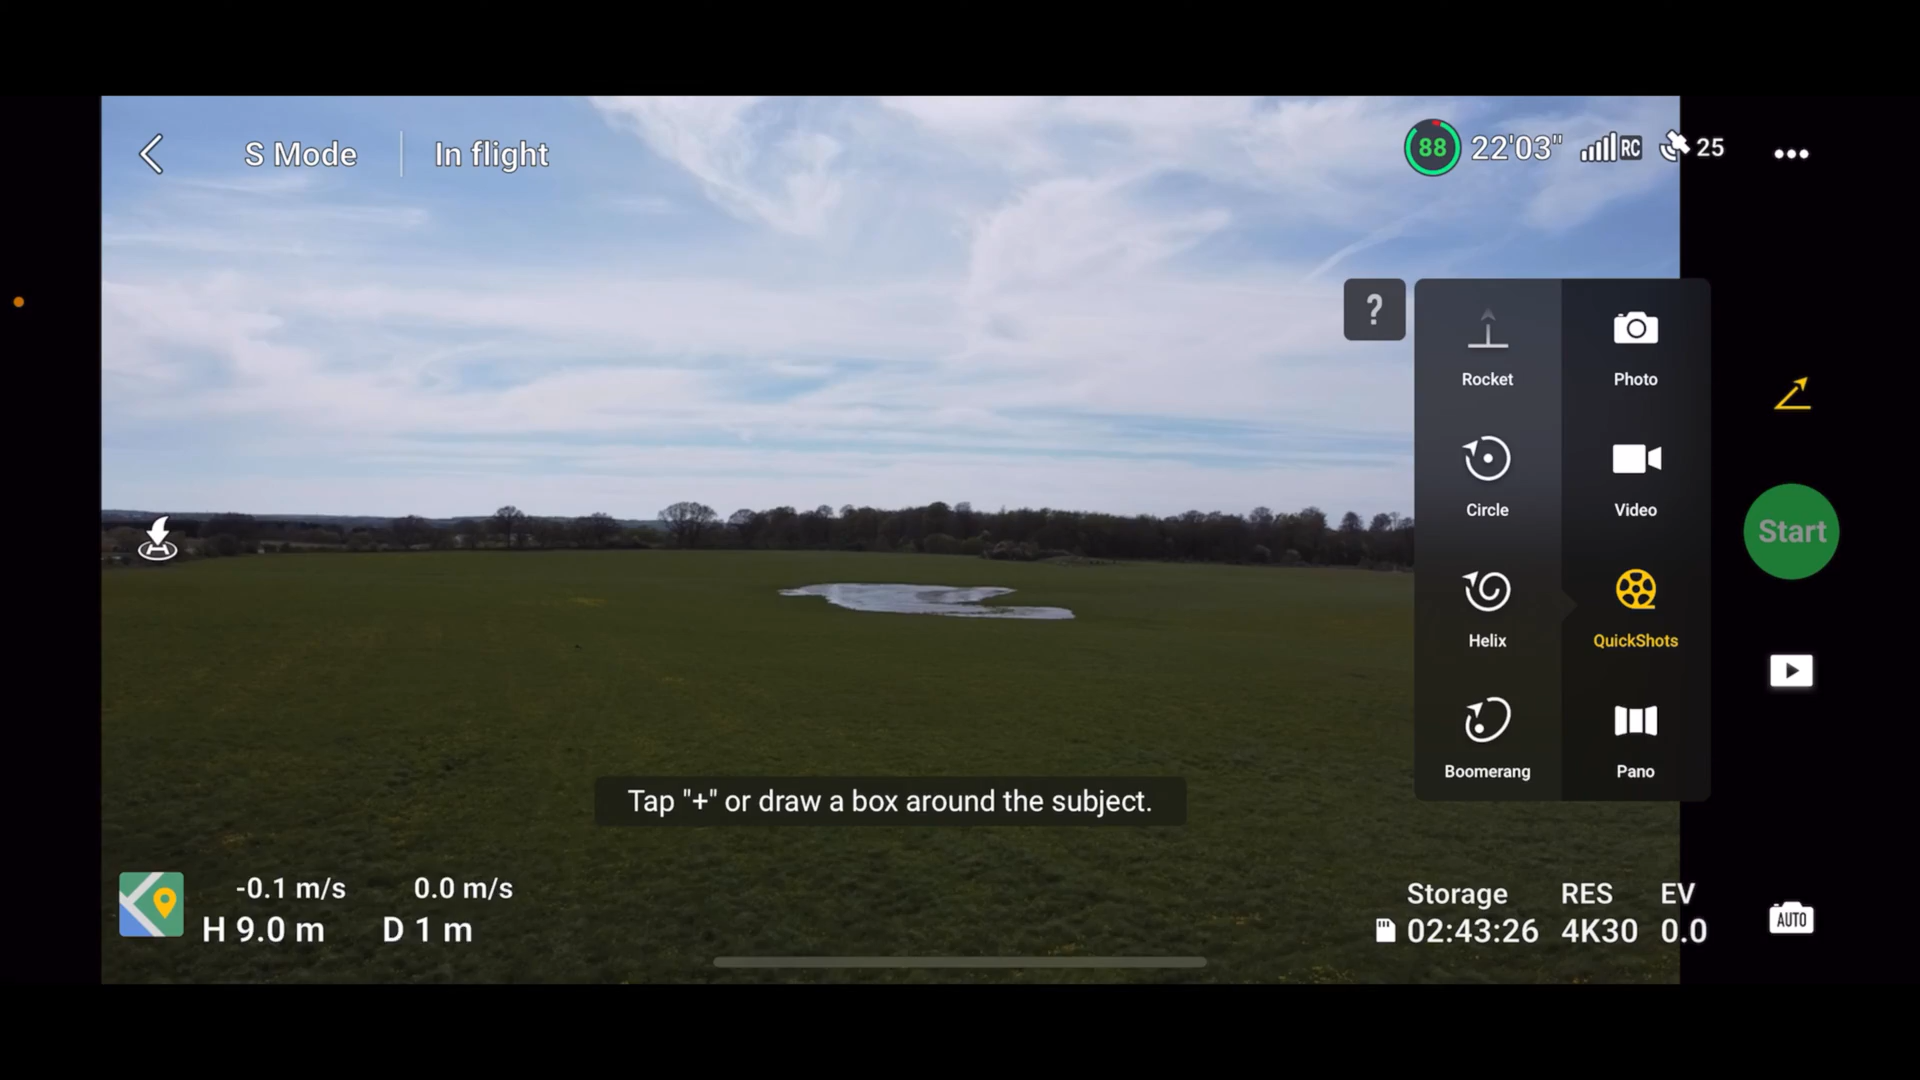 S Mode
In flight
88
22'03"
RC
25
?
Rocket
Photo
Circle
Video
Helix
QuickShots
Boomerang
Pano
Start
Tap "+" or draw a box around the subject.
-0.1 m/s
0.0 m/s
H 9.0 m
D 1 m
Storage
RES
EV
02:43:26
4K30
0.0
AUTO